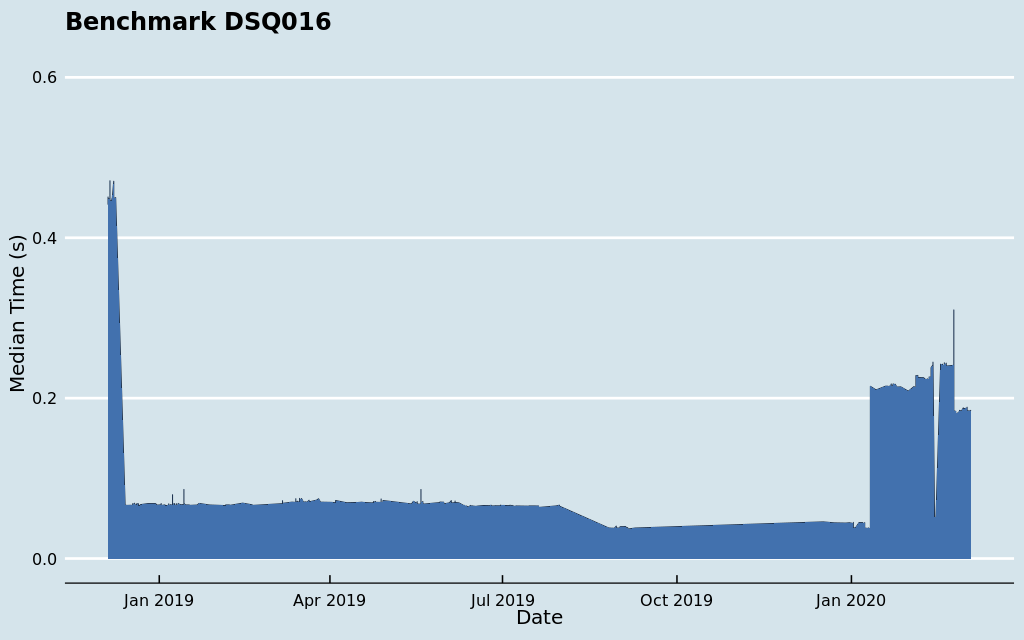 Benchmark DSQ016
0.6
0.4
0.2
0.0
Median Time (s)
Jan 2019
Apr 2019
Jul 2019
Oct 2019
Jan 2020
Date